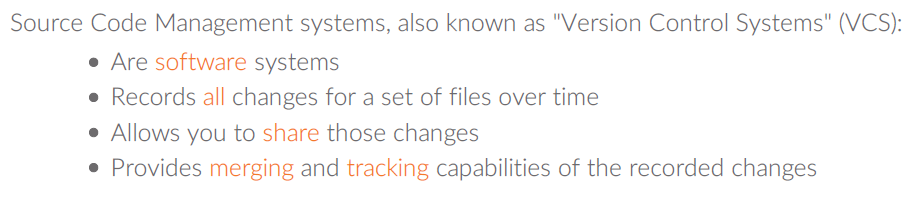 Source Code Management systems, also known as "Version Control Systems" (VCS):
• Are software systems
• Records all changes for a set of files over time
• Allows you to share those changes
• Provides merging and tracking capabilities of the recorded changes